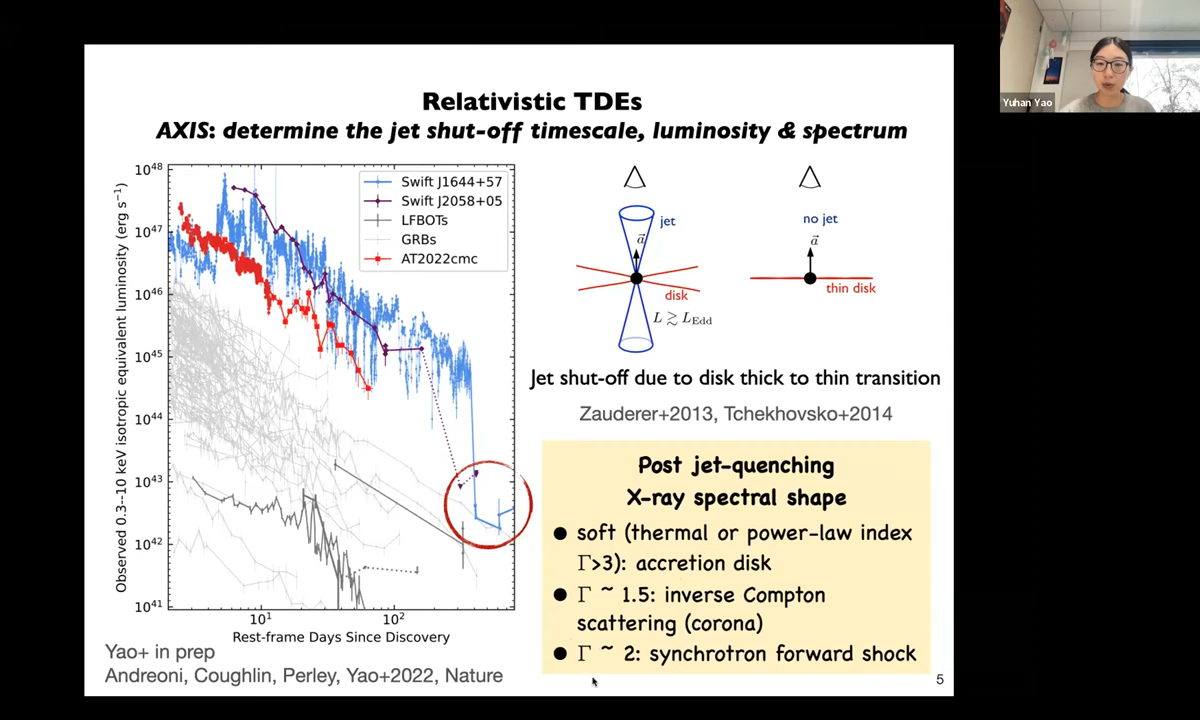 Relativistic TDEs
AXIS: determine the jet shut-off timescale, luminosity & spectrum
Observed 0.3--10 keV isotropic equivalent luminosity (erg s⁻¹)
10⁴⁸
10⁴⁷
10⁴⁶
10⁴⁵
10⁴⁴
10⁴³
10⁴²
10⁴¹
Swift J1644+57
Swift J2058+05
LFBOTs
GRBs
AT2022cmc
10¹
10²
Rest-frame Days Since Discovery
Yao+ in prep
Andreoni, Coughlin, Perley, Yao+2022, Nature
jet
a⃗
disk
L ≳ L_Edd
no jet
a⃗
thin disk
Jet shut-off due to disk thick to thin transition
Zauderer+2013, Tchekhovsko+2014
Post jet-quenching
X-ray spectral shape
● soft (thermal or power-law index
Γ>3): accretion disk
● Γ ~ 1.5: inverse Compton
scattering (corona)
● Γ ~ 2: synchrotron forward shock
5
Yuhan Yao